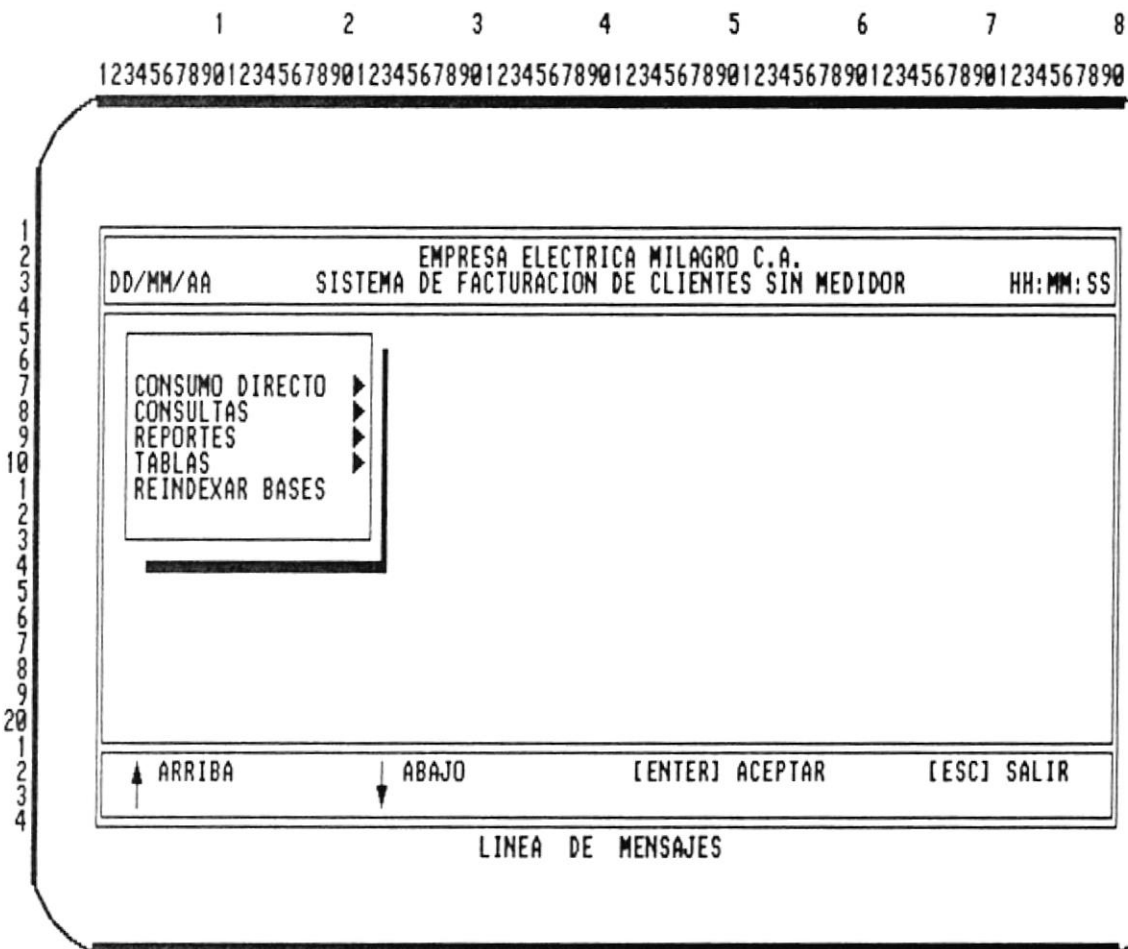 1 2 3 4 5 6 7 8
12345678901234567890123456789012345678901234567890123456789012345678901234567890
1
2 EMPRESA ELECTRICA MILAGRO C.A.
3 DD/MM/AA SISTEMA DE FACTURACION DE CLIENTES SIN MEDIDOR HH:MM:SS
4
5
6
7 CONSUMO DIRECTO ▶
8 CONSULTAS ▶
9 REPORTES ▶
10 TABLAS ▶
1 REINDEXAR BASES
2
3
4
5
6
7
8
9
20
1
2 ↑ ARRIBA ↓ ABAJO [ENTER] ACEPTAR [ESC] SALIR
3
4
LINEA DE MENSAJES